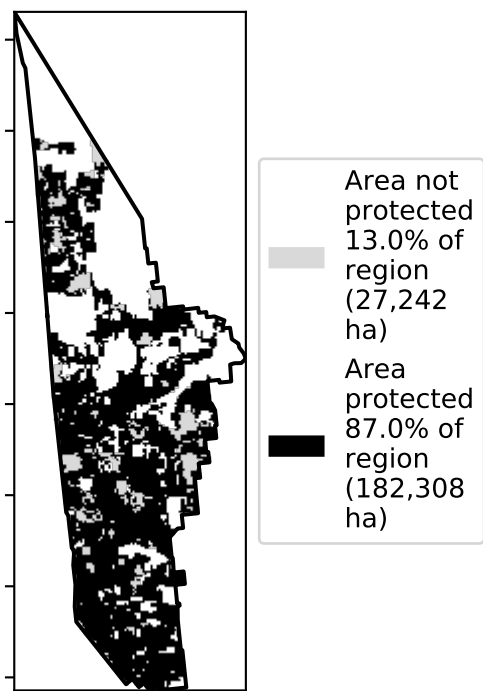 Area not
protected
13.0% of
region
(27,242
ha)
Area
protected
87.0% of
region
(182,308
ha)